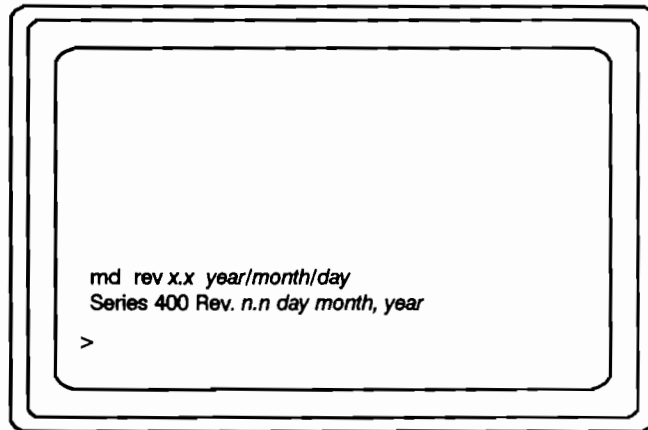 md rev x.x year/month/day
Series 400 Rev. n.n day month, year
>